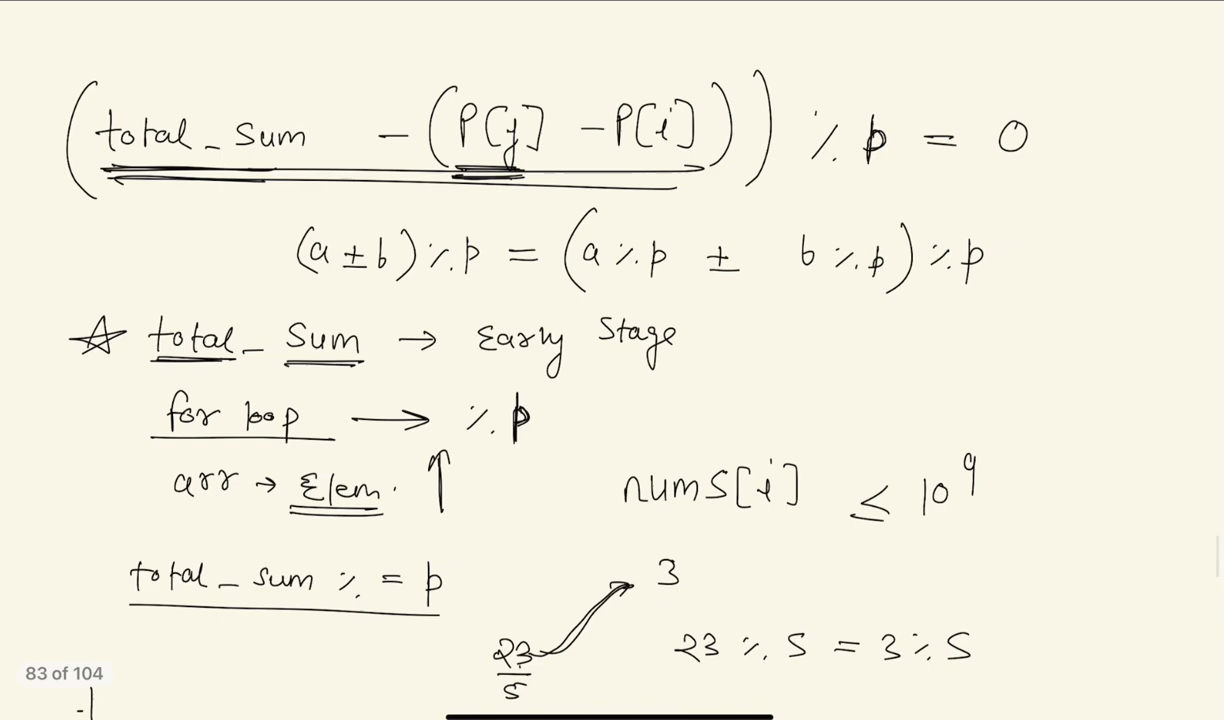 (total_sum - (P[j] - P[i])) % p = 0
(a ± b) % p = (a % p ± b % p) % p
☆ total_sum → Early Stage
for loop → % p
arr → Elem. ↑ nums[i] ≤ 10^9
total_sum % = p
3
23/5 23 % 5 = 3 % 5
83 of 104